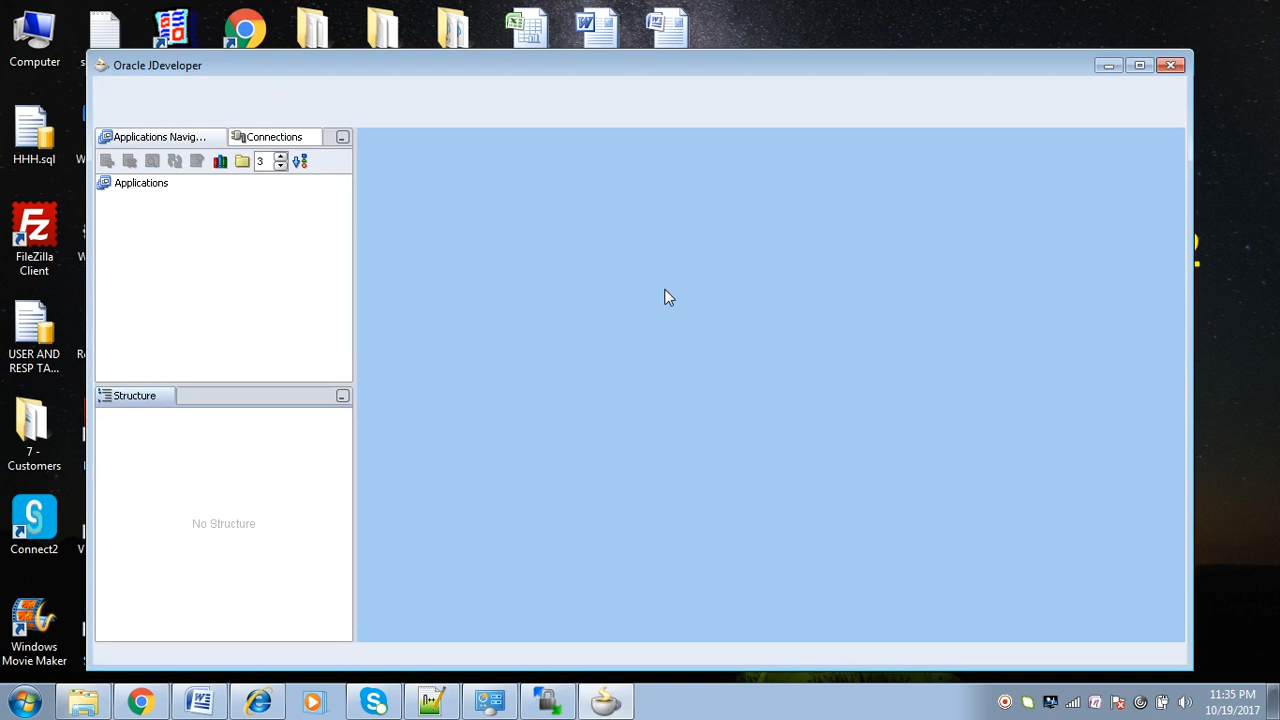 Computer
HHH.sql
FileZilla
Client
USER AND
RESP TA...
7 -
Customers
Connect2
Windows
Movie Maker
Oracle JDeveloper
Applications Navig...
Connections
3
Applications
Structure
No Structure
11:35 PM
10/19/2017